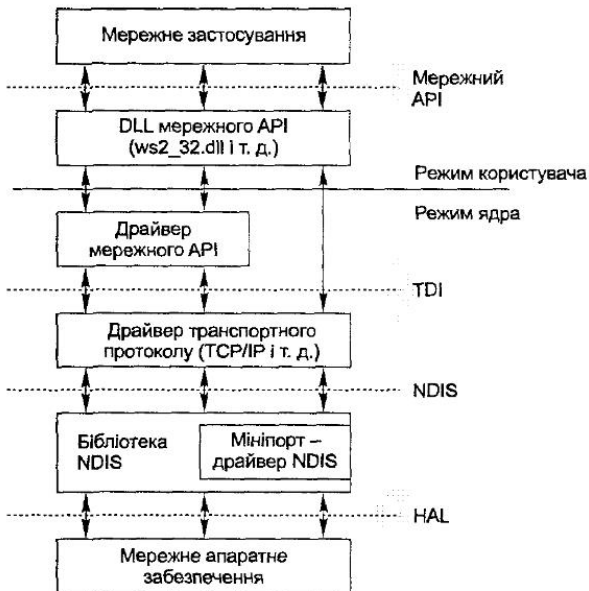 Мережне застосування
Мережний
API
DLL мережного API
(ws2_32.dll і т. д.)
Режим користувача
Режим ядра
Драйвер
мережного API
TDI
Драйвер транспортного
протоколу (TCP/IP і т. д.)
NDIS
Бібліотека
NDIS
Мініпорт –
драйвер NDIS
HAL
Мережне апаратне
забезпечення